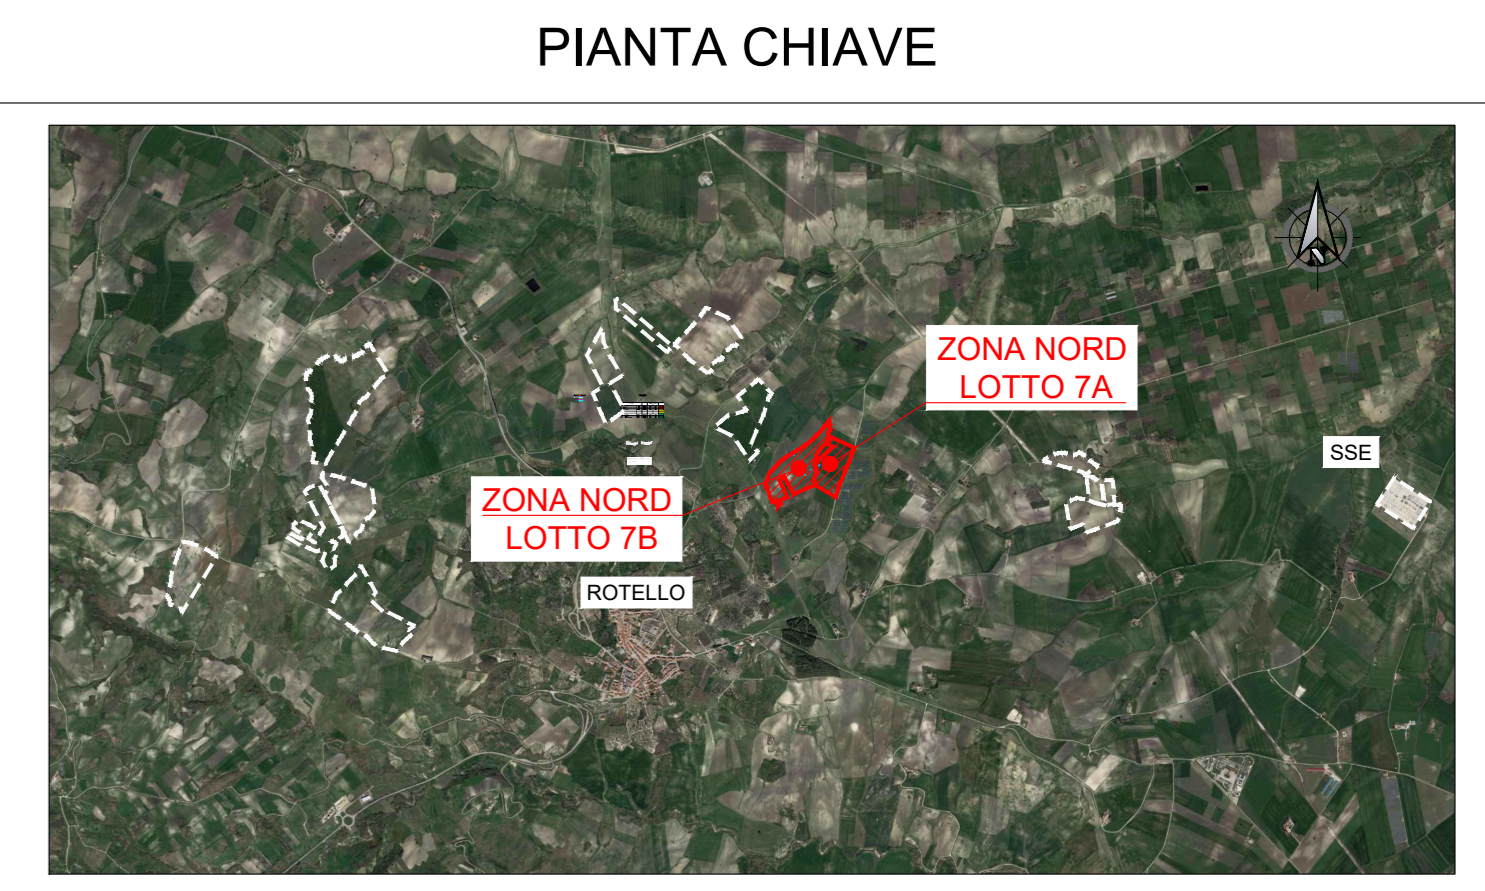 PIANTA CHIAVE
ZONA NORD
LOTTO 7A
SSE
ZONA NORD
LOTTO 7B
ROTELLO